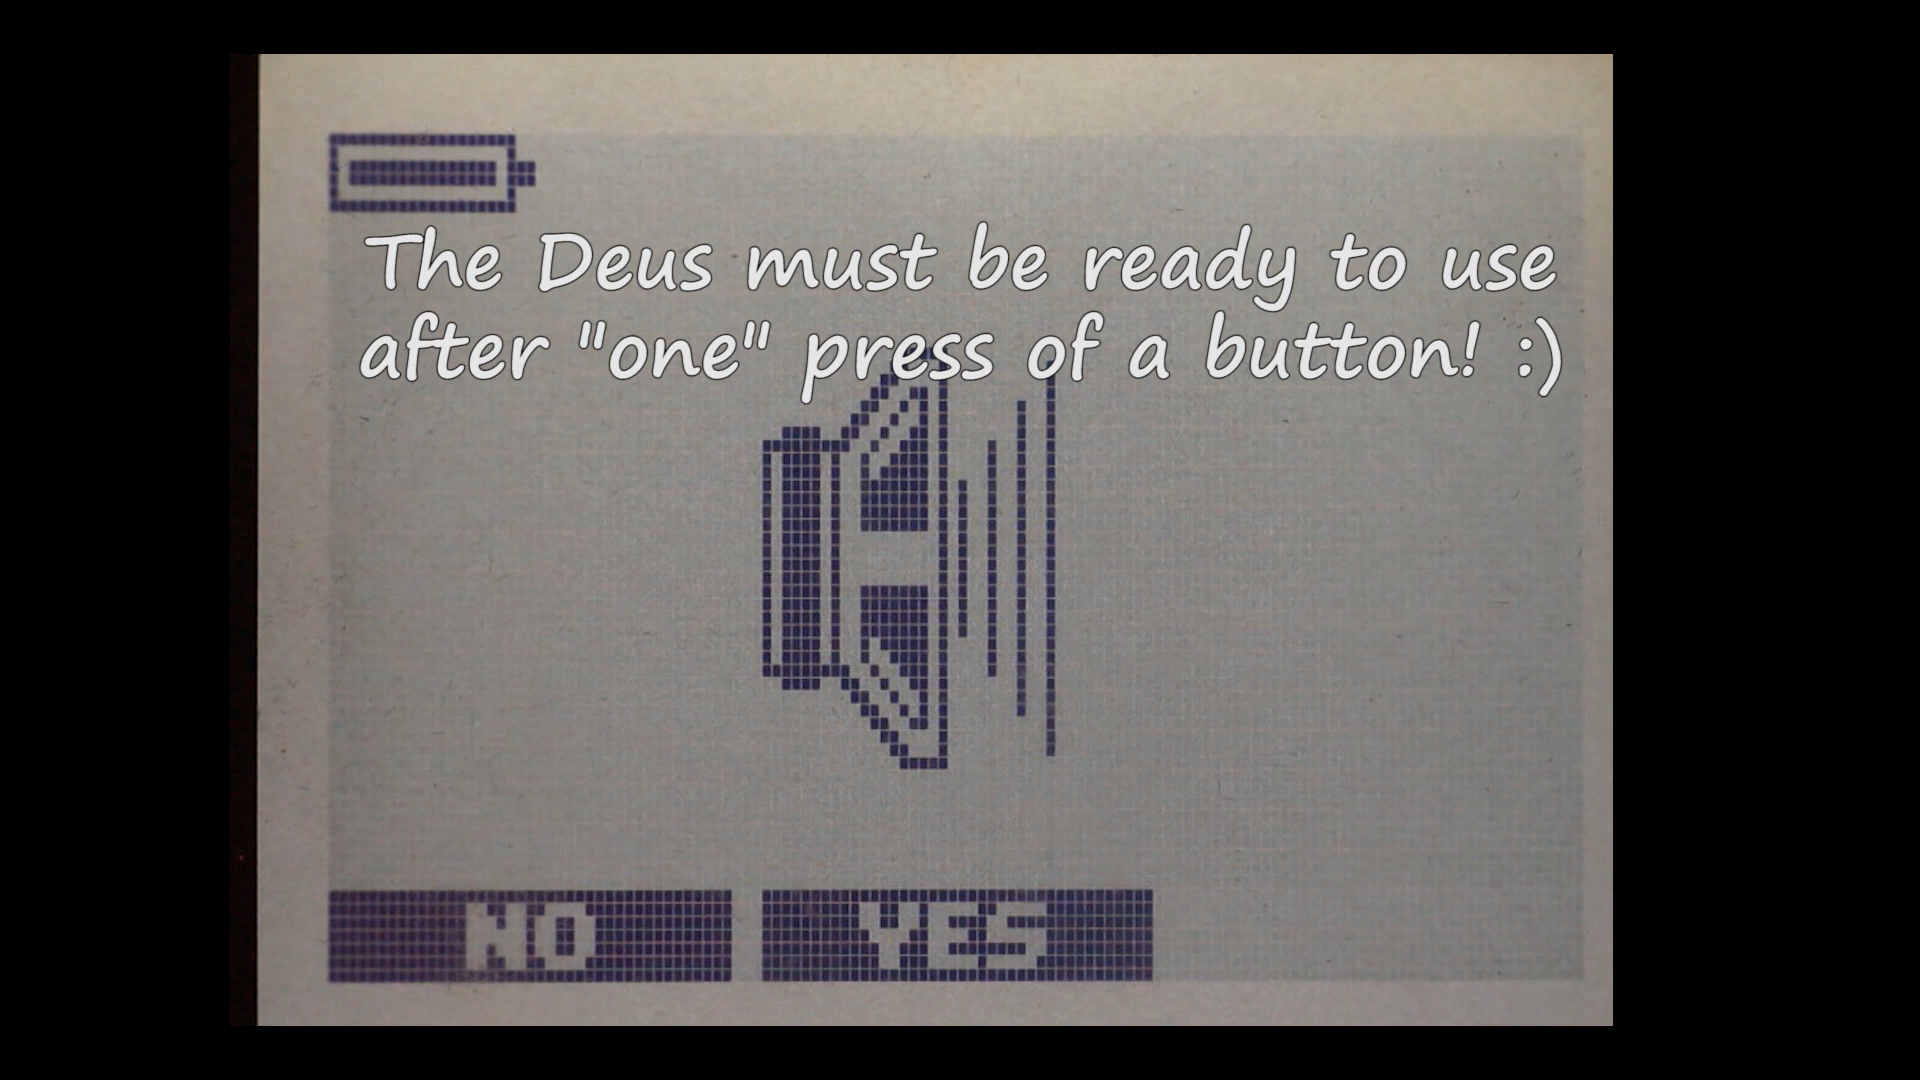 The Deus must be ready to use
after "one" press of a button! :)
NO
YES